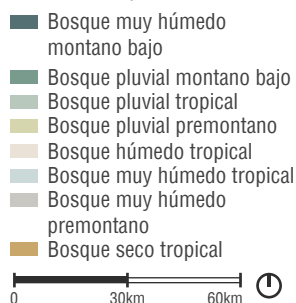 Bosque muy húmedo
montano bajo
Bosque pluvial montano bajo
Bosque pluvial tropical
Bosque pluvial premontano
Bosque húmedo tropical
Bosque muy húmedo tropical
Bosque muy húmedo
premontano
Bosque seco tropical
0 30km 60km